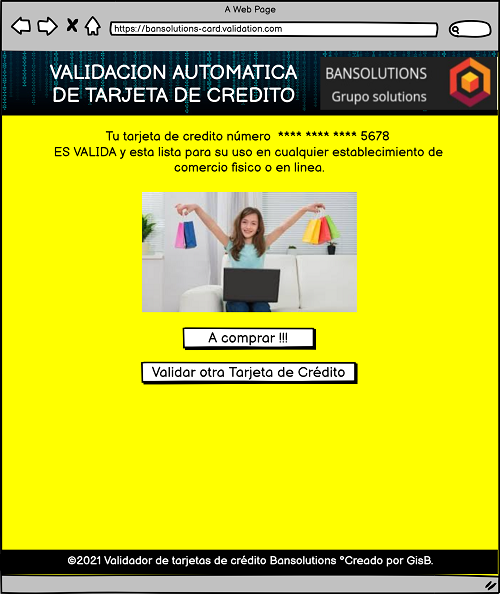 A Web Page
https://bansolutions-card.validation.com
VALIDACION AUTOMATICA
DE TARJETA DE CREDITO
BANSOLUTIONS
Grupo solutions
Tu tarjeta de credito número **** **** **** 5678
ES VALIDA y esta lista para su uso en cualquier establecimiento de
comercio fisico o en linea.
A comprar !!!
Validar otra Tarjeta de Crédito
©2021 Validador de tarjetas de crédito Bansolutions °Creado por GisB.